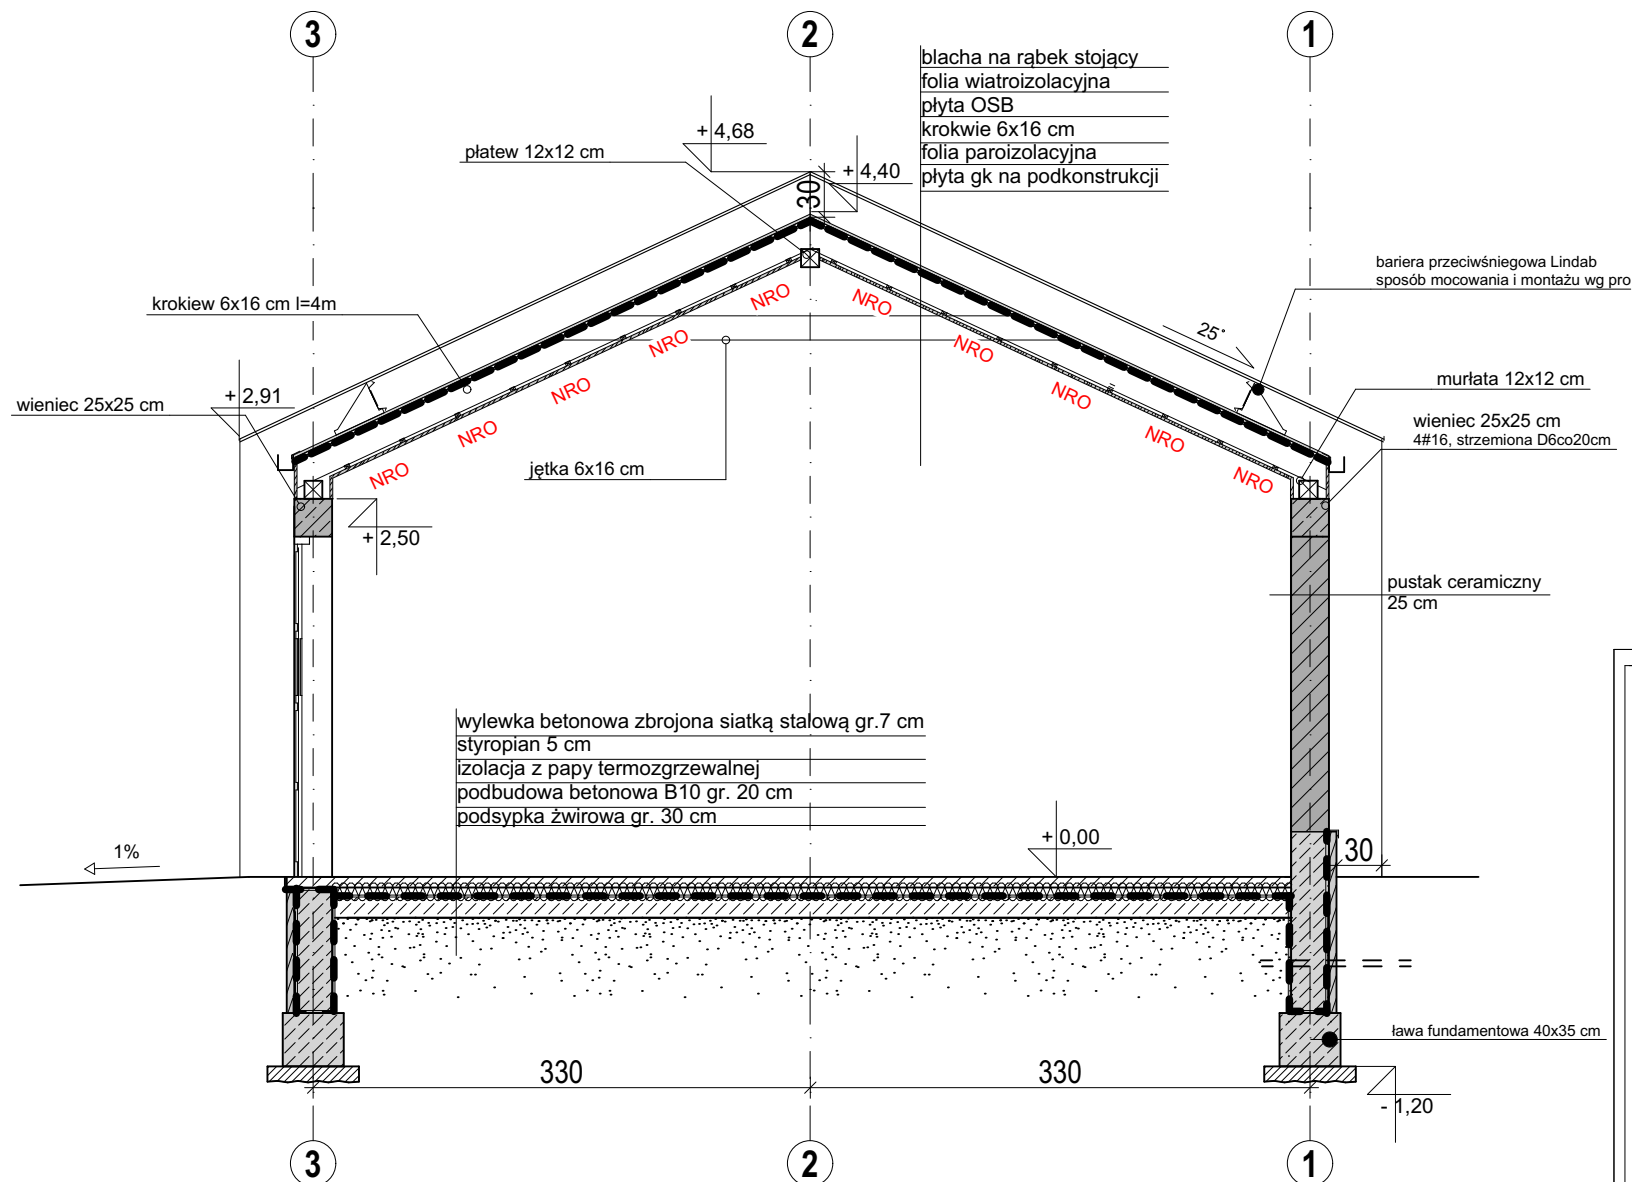 3
2
1
blacha na rąbek stojący
folia wiatroizolacyjna
płyta OSB
krokwie 6x16 cm
folia paroizolacyjna
płyta gk na podkonstrukcji
+ 4,68
płatew 12x12 cm
+ 4,40
30
bariera przeciwśniegowa Lindab
sposób mocowania i montażu wg pro
krokiew 6x16 cm l=4m
NRO
NRO
NRO
NRO
NRO
NRO
NRO
NRO
NRO
NRO
25°
murłata 12x12 cm
+ 2,91
wieniec 25x25 cm
wieniec 25x25 cm
4#16, strzemiona D6co20cm
jętka 6x16 cm
+ 2,50
pustak ceramiczny
25 cm
wylewka betonowa zbrojona siatką stalową gr.7 cm
styropian 5 cm
izolacja z papy termozgrzewalnej
podbudowa betonowa B10 gr. 20 cm
podsypka żwirowa gr. 30 cm
+ 0,00
1%
30
ława fundamentowa 40x35 cm
330
330
- 1,20
3
2
1